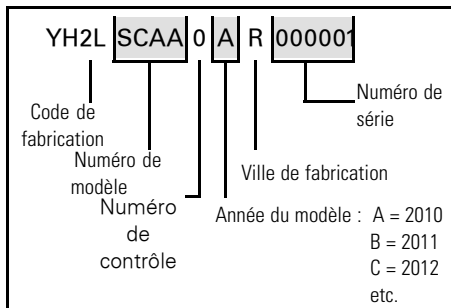 YH2L SCAA 0 A R 000001
Numéro de
série
Code de
fabrication
Numéro de
modèle
Ville de fabrication
Numéro
de
contrôle
Année du modèle : A = 2010
B = 2011
C = 2012
etc.